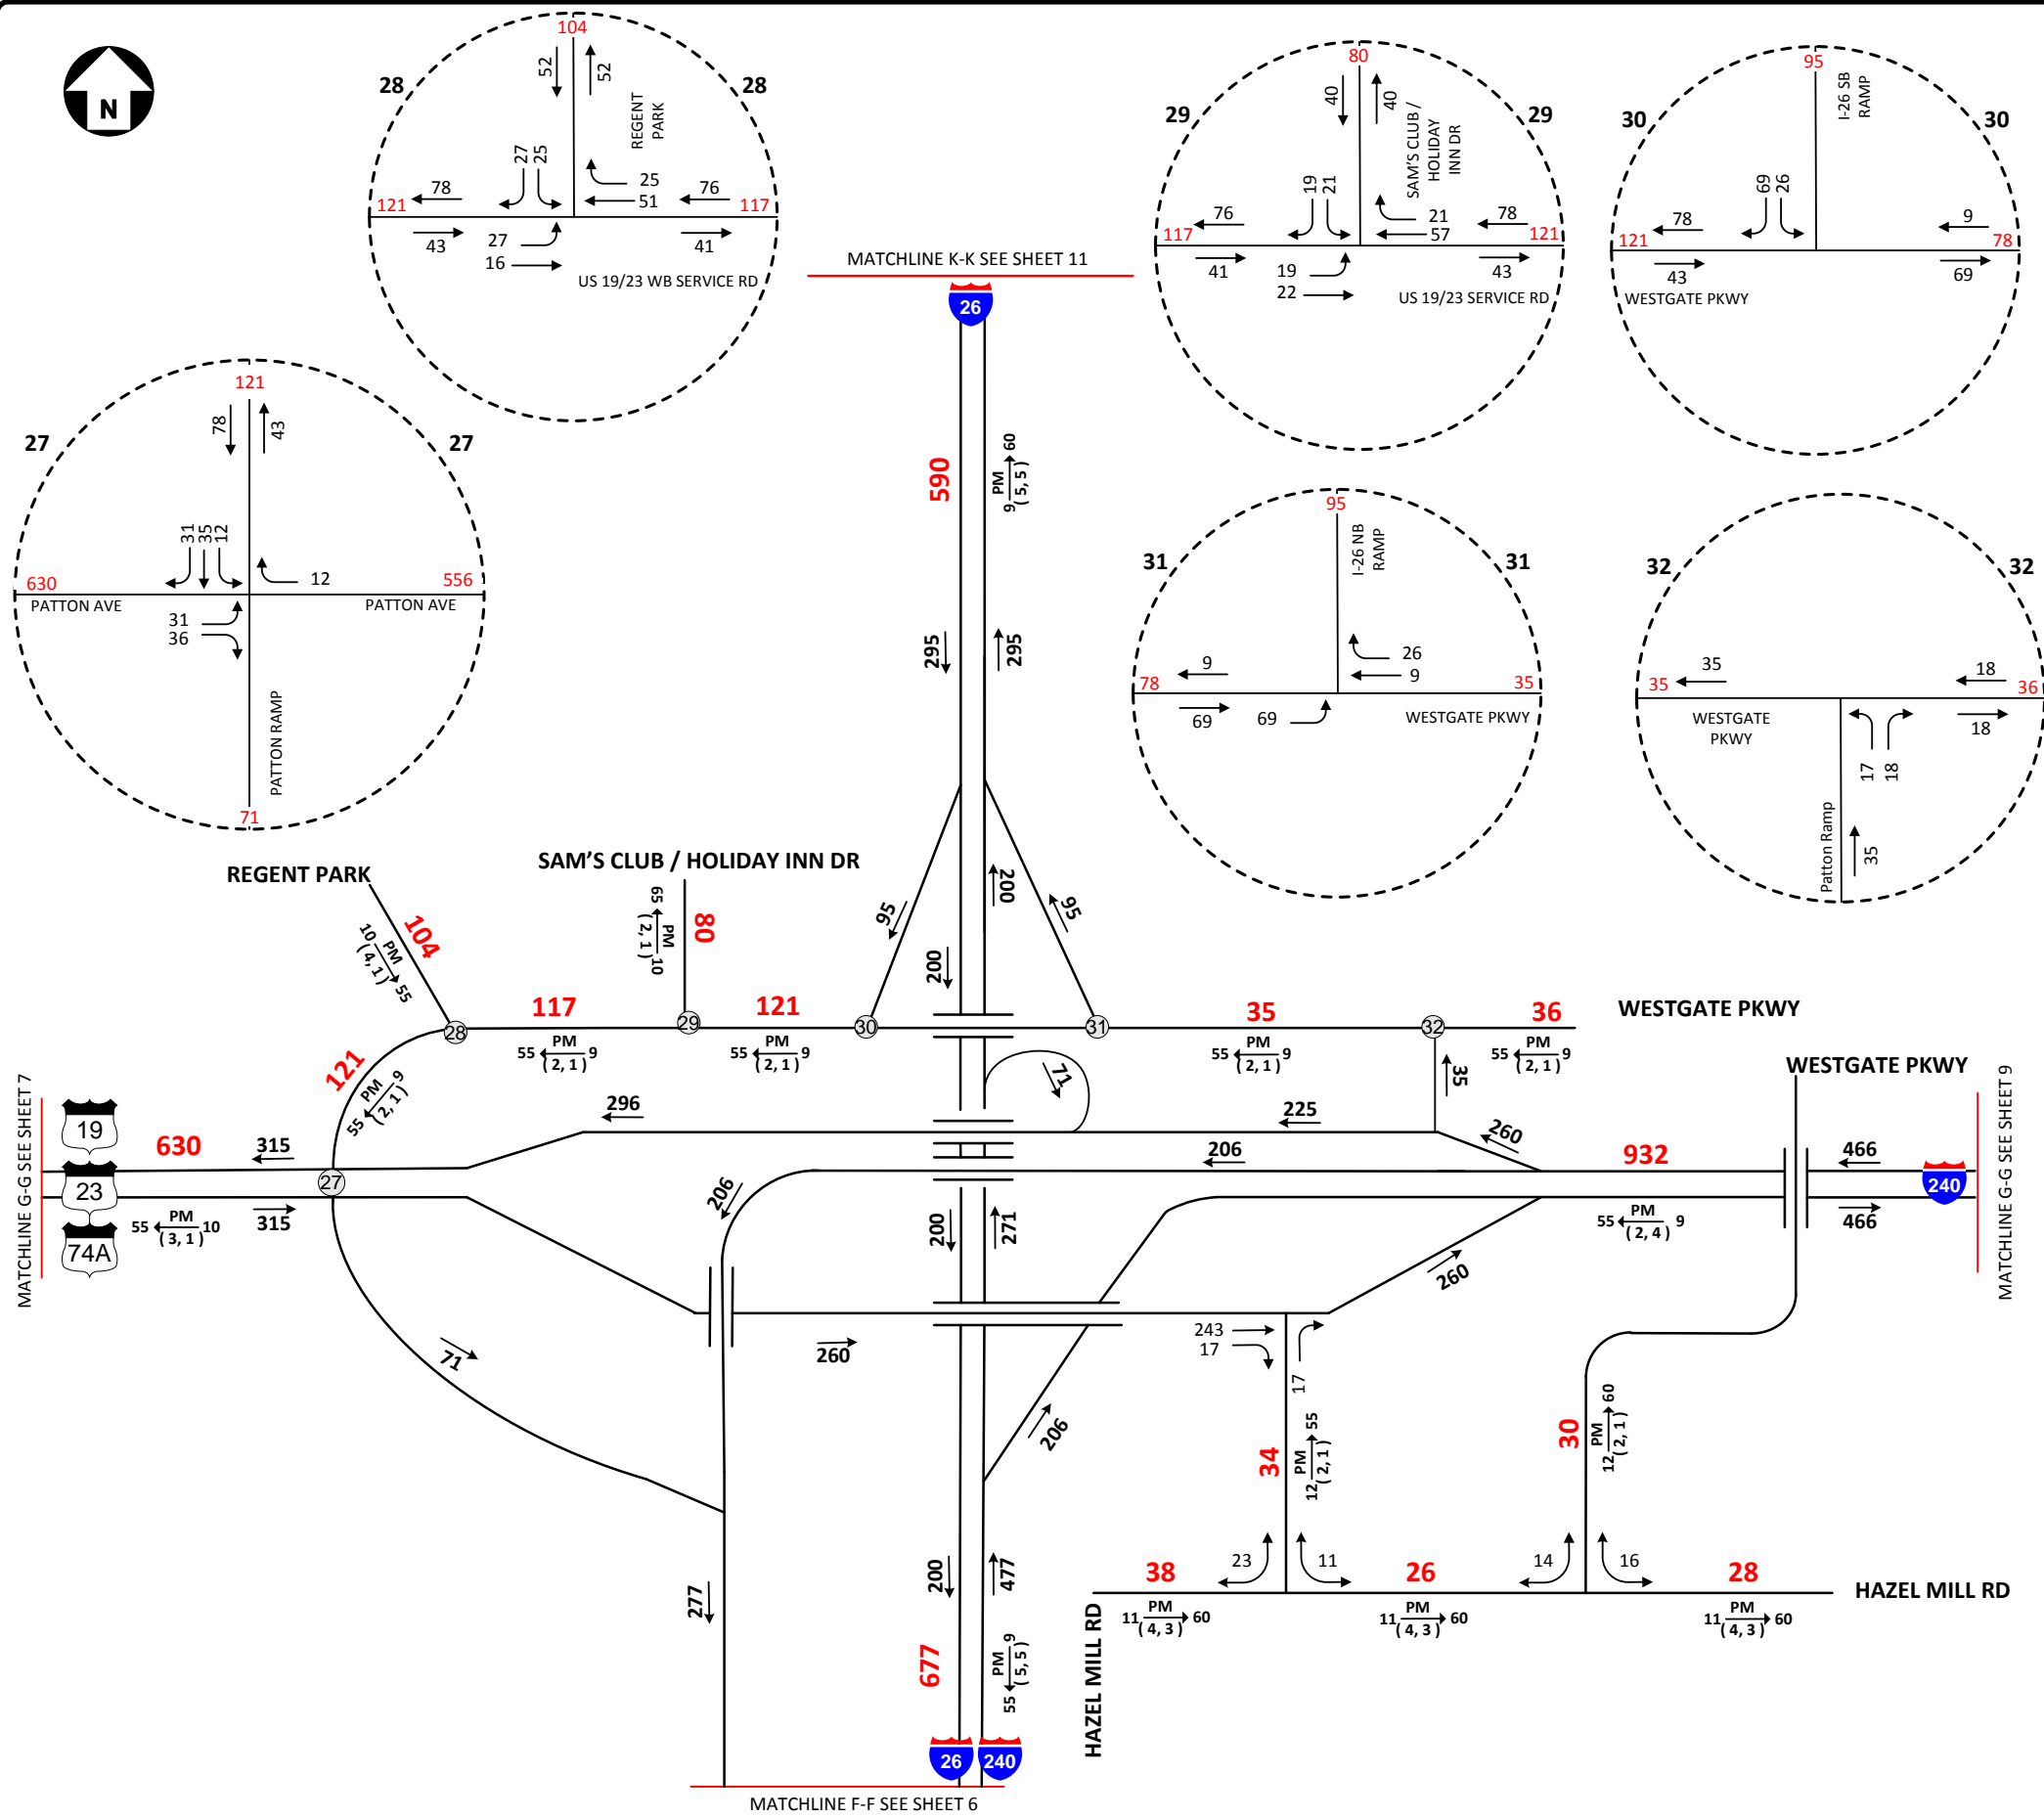 N
104
52
52
28
28
REGENT
PARK
27
25
25
51
78
76
121
117
43
27
16
41
US 19/23 WB SERVICE RD
80
40
40
29
29
SAM'S CLUB /
HOLIDAY
INN DR
19
21
21
57
76
78
117
121
41
19
22
43
US 19/23 SERVICE RD
95
I-26 SB
RAMP
30
30
69
26
78
9
121
78
43
69
WESTGATE PKWY
MATCHLINE K-K SEE SHEET 11
26
121
78
43
27
27
31
35
12
12
630
556
PATTON AVE
PATTON AVE
31
36
PATTON RAMP
71
590
9 PM 60
( 5, 5 )
295
295
95
I-26 NB
RAMP
31
31
26
9
9
78
35
69
69
WESTGATE PKWY
32
32
35
18
35
36
WESTGATE
PKWY
18
17
18
Patton Ramp
35
REGENT PARK
SAM'S CLUB / HOLIDAY INN DR
104
10 PM 55
( 4, 1 )
80
65 PM 10
( 2, 1 )
95
200
95
200
28
117
29
121
30
31
35
32
36
WESTGATE PKWY
55 PM 9
( 2, 1 )
55 PM 9
( 2, 1 )
55 PM 9
( 2, 1 )
55 PM 9
( 2, 1 )
121
55 PM 9
( 2, 1 )
71
35
WESTGATE PKWY
MATCHLINE G-G SEE SHEET 7
19
23
74A
630
315
315
27
55 PM 10
( 3, 1 )
296
225
260
206
206
932
466
466
240
55 PM 9
( 2, 4 )
MATCHLINE G-G SEE SHEET 9
200
271
260
71
260
243
17
17
206
34
12 PM 55
( 2, 1 )
30
12 PM 60
( 2, 1 )
277
200
477
677
55 PM 9
( 5, 5 )
23
11
14
16
38
26
28
HAZEL MILL RD
11 PM 60
( 4, 3 )
11 PM 60
( 4, 3 )
11 PM 60
( 4, 3 )
HAZEL MILL RD
26
240
MATCHLINE F-F SEE SHEET 6